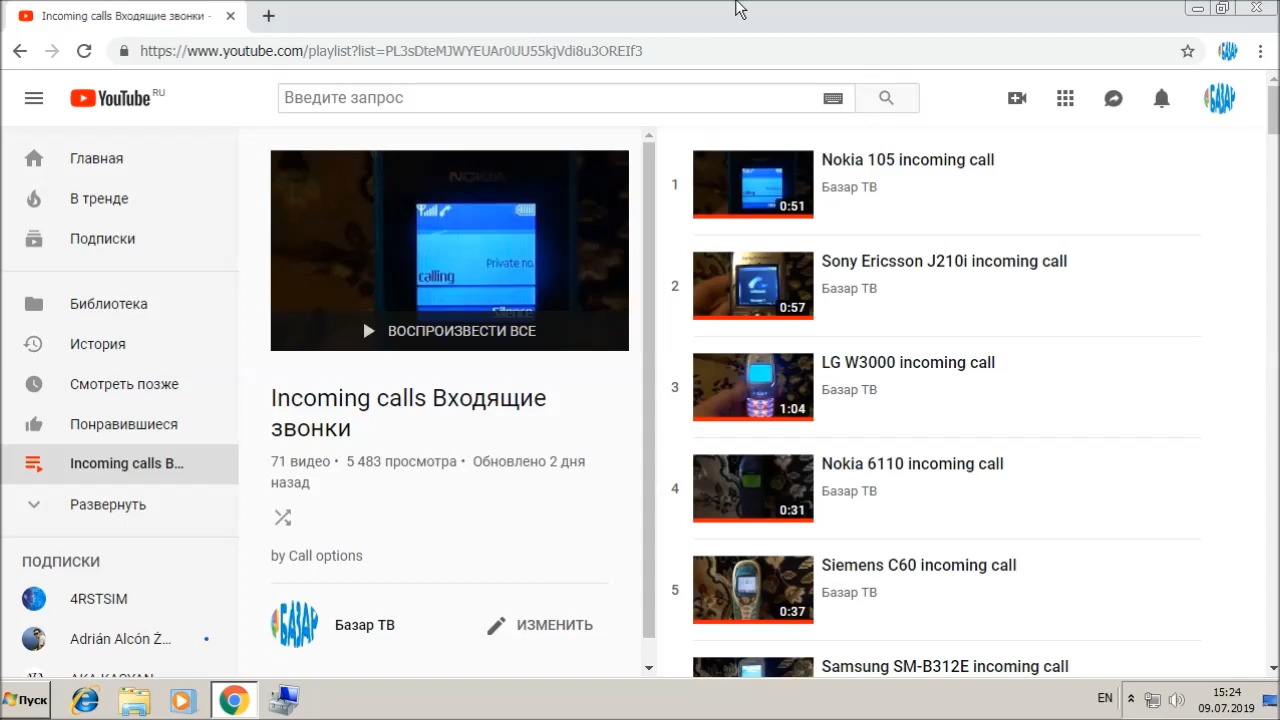 Incoming calls Входящие звонки -
https://www.youtube.com/playlist?list=PL3sDteMJWYEUAr0UU55kjVdi8u3OREIf3
БАЗАР
YouTube RU
Введите запрос
БАЗАР
Главная
В тренде
Подписки
Библиотека
История
Смотреть позже
Понравившиеся
Incoming calls В...
Развернуть
ПОДПИСКИ
4RSTSIM
Adrián Alcón Ž...
NOKIA
Private no.
calling
Silence
ВОСПРОИЗВЕСТИ ВСЕ
Incoming calls Входящие
звонки
71 видео • 5 483 просмотра • Обновлено 2 дня
назад
by Call options
БАЗАР
Базар ТВ
ИЗМЕНИТЬ
1
0:51
Nokia 105 incoming call
Базар ТВ
2
0:57
Sony Ericsson J210i incoming call
Базар ТВ
3
1:04
LG W3000 incoming call
Базар ТВ
4
0:31
Nokia 6110 incoming call
Базар ТВ
5
0:37
Siemens C60 incoming call
Базар ТВ
Samsung SM-B312E incoming call
Пуск
EN
15:24
09.07.2019